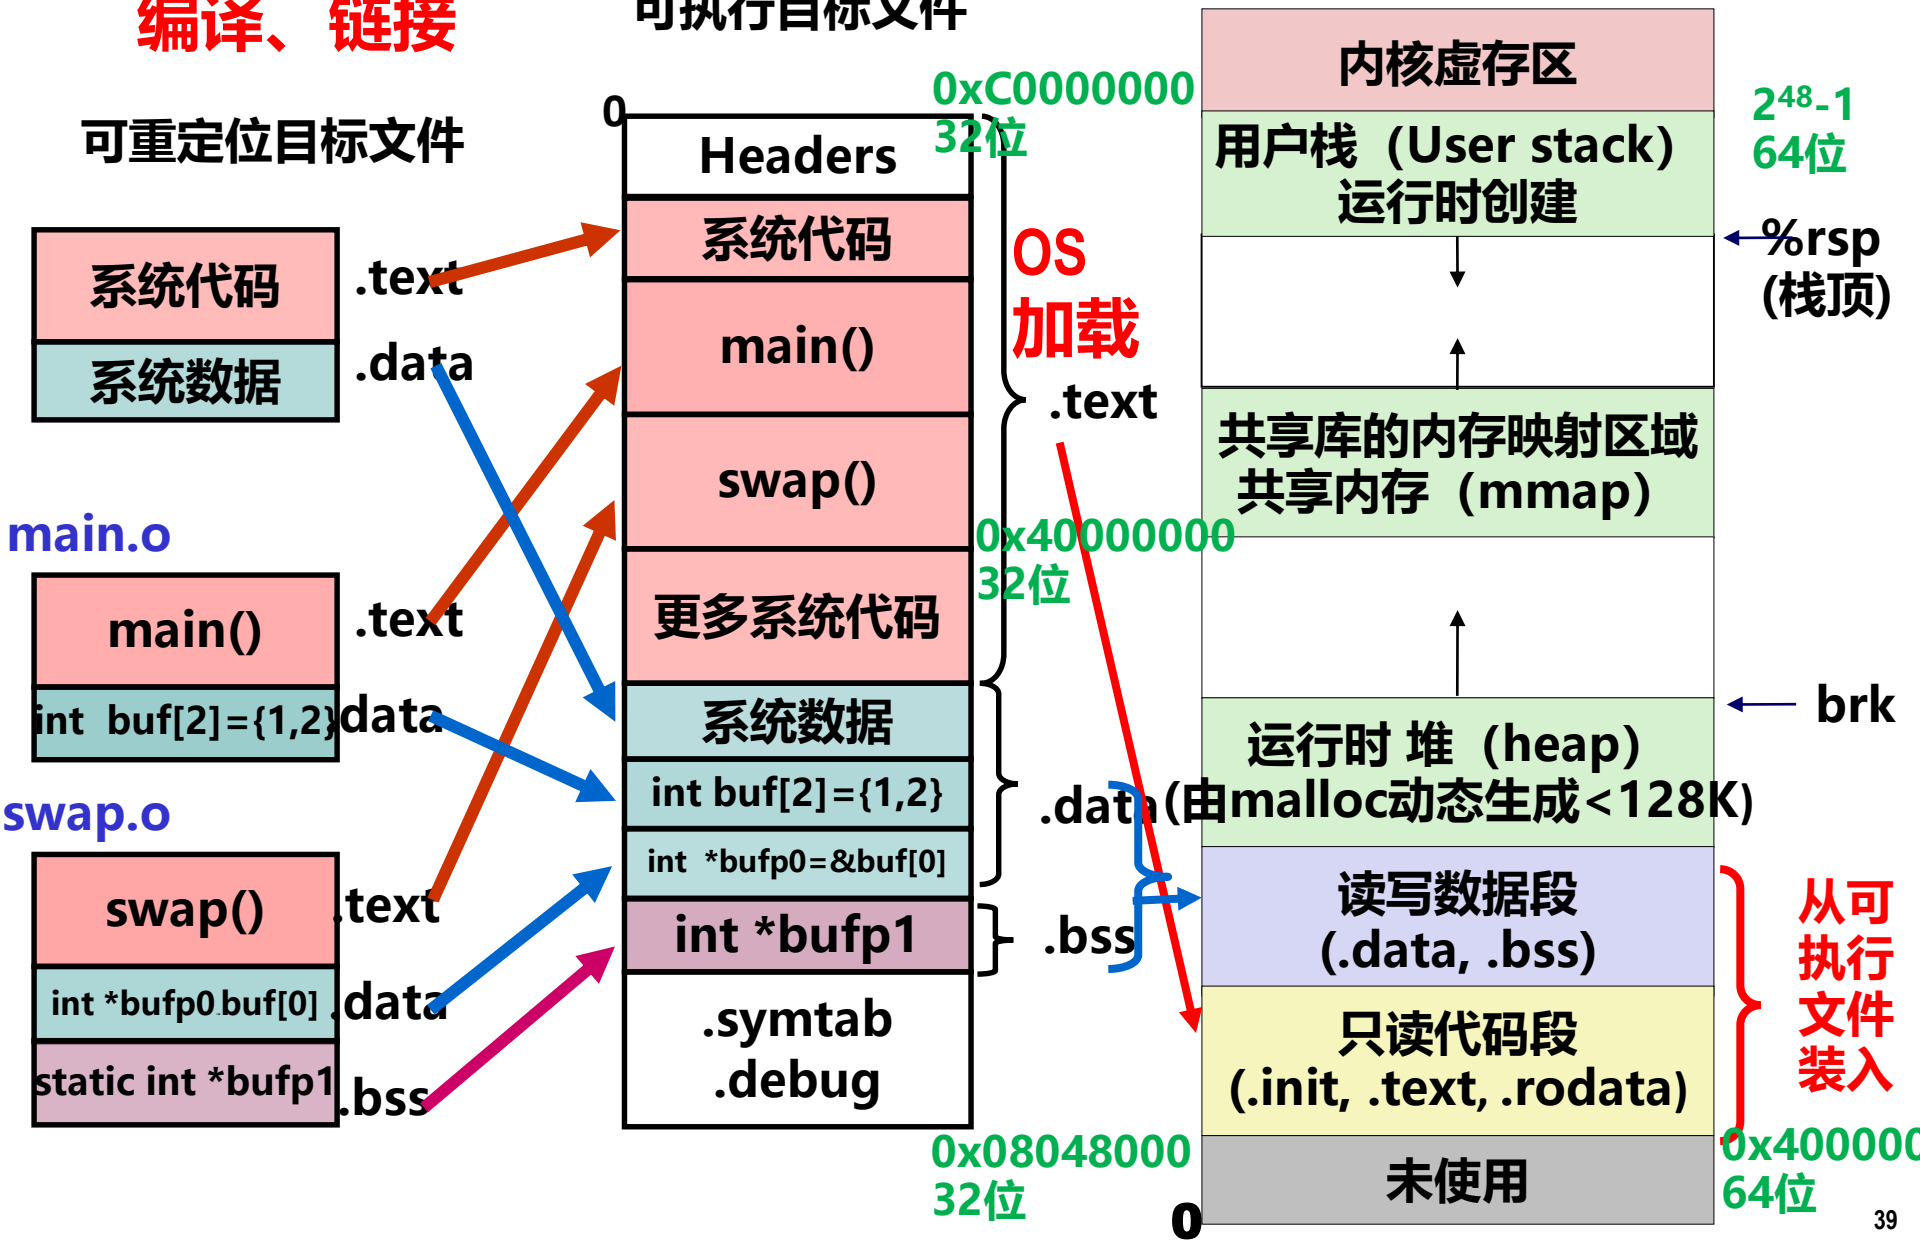 编译、链接
可执行目标文件
可重定位目标文件
系统代码
.text
系统数据
.data
main.o
main()
.text
int buf[2]={1,2}
data
swap.o
swap()
.text
int *bufp0
buf[0]
.data
static int *bufp1
.bss
0
Headers
系统代码
main()
swap()
更多系统代码
系统数据
int buf[2]={1,2}
int *bufp0=&buf[0]
int *bufp1
.symtab
.debug
0xC0000000
32位
OS
加载
.text
0x40000000
32位
.data
.bss
0x08048000
32位
0
内核虚存区
用户栈（User stack）
运行时创建
共享库的内存映射区域
共享内存（mmap）
运行时 堆（heap）
(由malloc动态生成<128K)
读写数据段
(.data, .bss)
只读代码段
(.init, .text, .rodata)
未使用
2⁴⁸-1
64位
%rsp
(栈顶)
brk
从可
执行
文件
装入
0x400000
64位
39